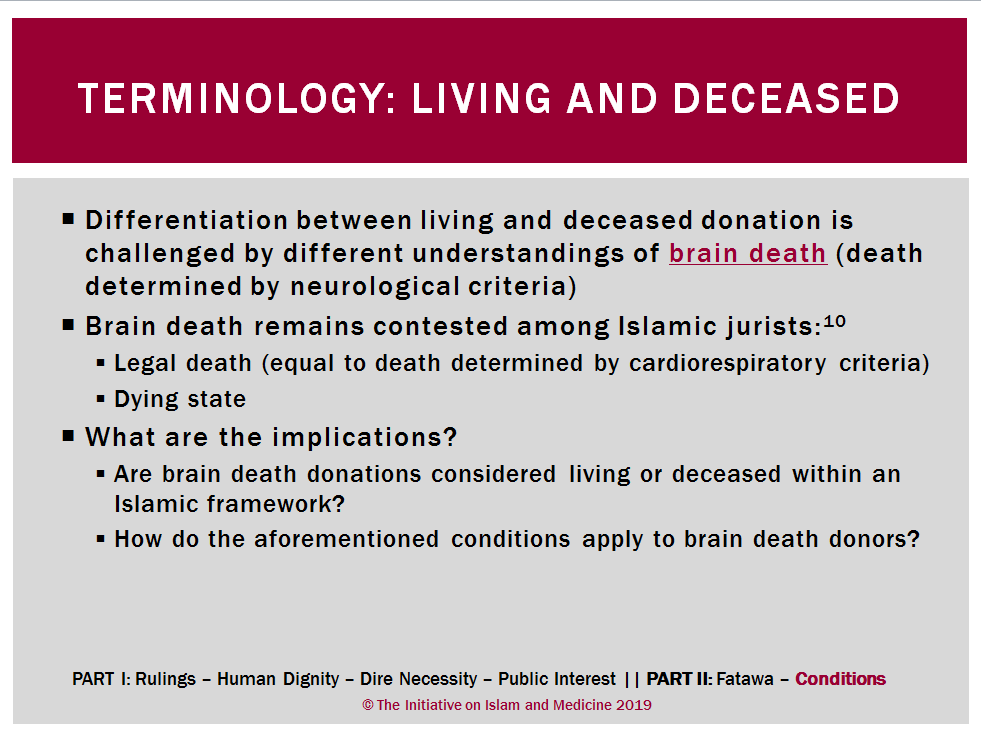 TERMINOLOGY: LIVING AND DECEASED
▪ Differentiation between living and deceased donation is
challenged by different understandings of brain death (death
determined by neurological criteria)
▪ Brain death remains contested among Islamic jurists:¹⁰
▪ Legal death (equal to death determined by cardiorespiratory criteria)
▪ Dying state
▪ What are the implications?
▪ Are brain death donations considered living or deceased within an
Islamic framework?
▪ How do the aforementioned conditions apply to brain death donors?
PART I: Rulings – Human Dignity – Dire Necessity – Public Interest || PART II: Fatawa – Conditions
© The Initiative on Islam and Medicine 2019